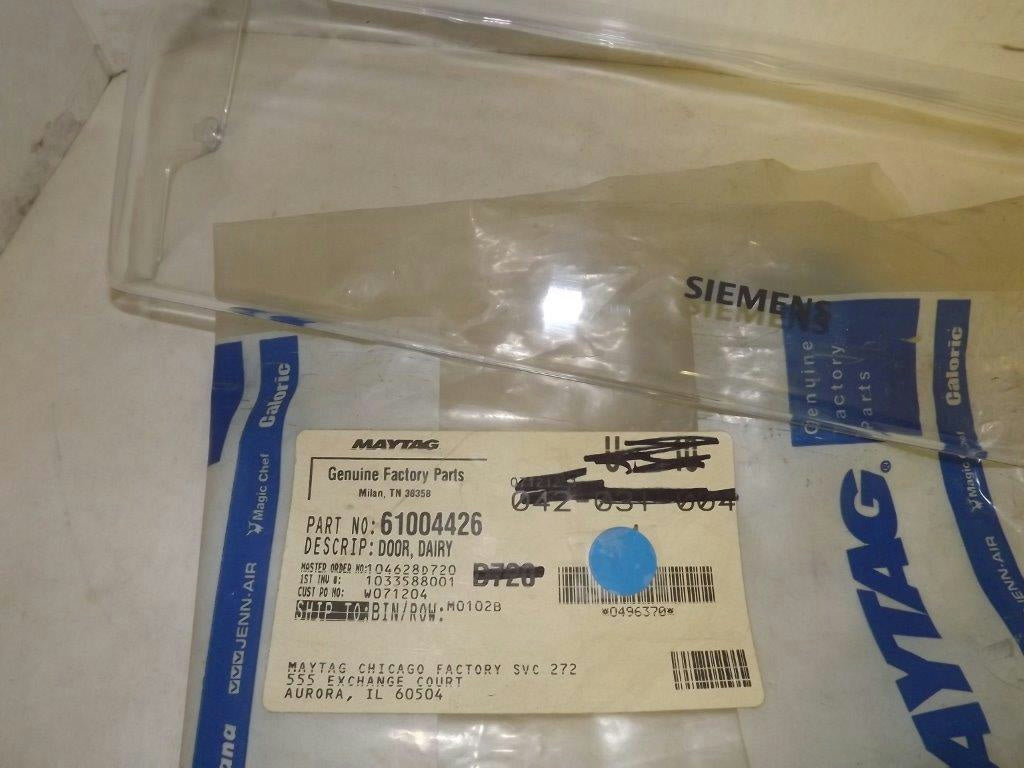 SIEMENS
Genuine
Factory
Parts
Caloric
Magic Chef
JENN-AIR
MAYTAG®
Caloric
Magic Chef
JENN-AIR
ana
MAYTAG
Genuine Factory Parts
Milan, TN 38358
042 031 004
PART NO: 61004426
DESCRIP: DOOR, DAIRY
MASTER ORDER NO: 104628D720
1ST INV #: 1033588001
D720
CUST PO NO: W071204
SHIP TO: BIN/ROW: M0102B
*0496370*
MAYTAG CHICAGO FACTORY SVC 272
555 EXCHANGE COURT
AURORA, IL 60504